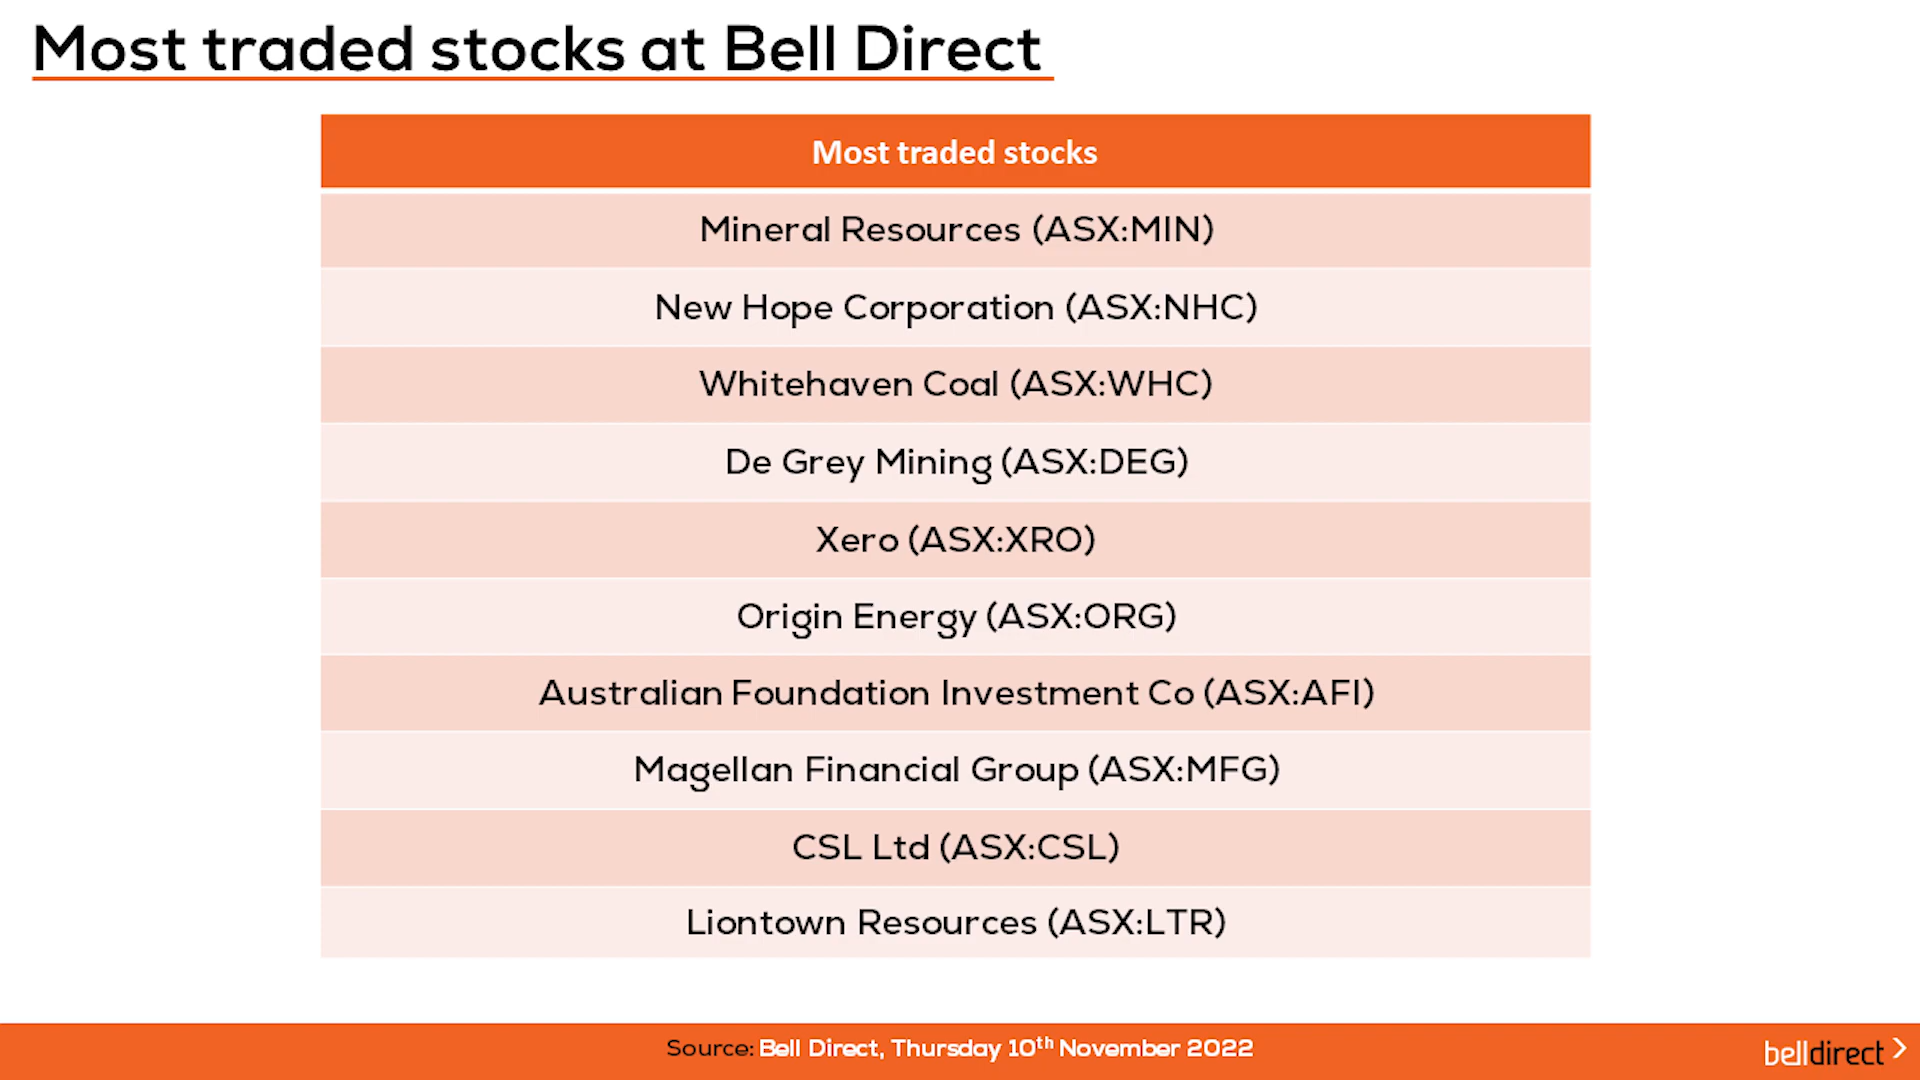 Most traded stocks at Bell Direct
Most traded stocks
Mineral Resources (ASX:MIN)
New Hope Corporation (ASX:NHC)
Whitehaven Coal (ASX:WHC)
De Grey Mining (ASX:DEG)
Xero (ASX:XRO)
Origin Energy (ASX:ORG)
Australian Foundation Investment Co (ASX:AFI)
Magellan Financial Group (ASX:MFG)
CSL Ltd (ASX:CSL)
Liontown Resources (ASX:LTR)
Source: Bell Direct, Thursday 10th November 2022
belldirect